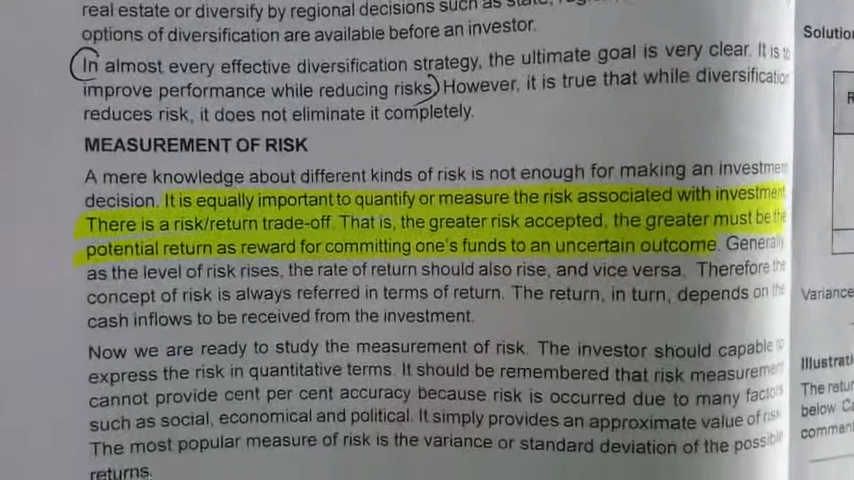 real estate or diversify by regional decisions such as state,
options of diversification are available before an investor.
In almost every effective diversification strategy, the ultimate goal is very clear. It is to
improve performance while reducing risks) However, it is true that while diversification
reduces risk, it does not eliminate it completely.
MEASUREMENT OF RISK
A mere knowledge about different kinds of risk is not enough for making an investment
decision. It is equally important to quantify or measure the risk associated with investment.
There is a risk/return trade-off. That is, the greater risk accepted, the greater must be the
potential return as reward for committing one's funds to an uncertain outcome. Generally
as the level of risk rises, the rate of return should also rise, and vice versa. Therefore the
concept of risk is always referred in terms of return. The return, in turn, depends on the
cash inflows to be received from the investment.
Now we are ready to study the measurement of risk. The investor should capable to
express the risk in quantitative terms. It should be remembered that risk measurement
cannot provide cent per cent accuracy because risk is occurred due to many factors
such as social, economical and political. It simply provides an approximate value of risk.
The most popular measure of risk is the variance or standard deviation of the possible
returns.
Solution
R
Variance
Illustrati
The retur
below Ca
comment